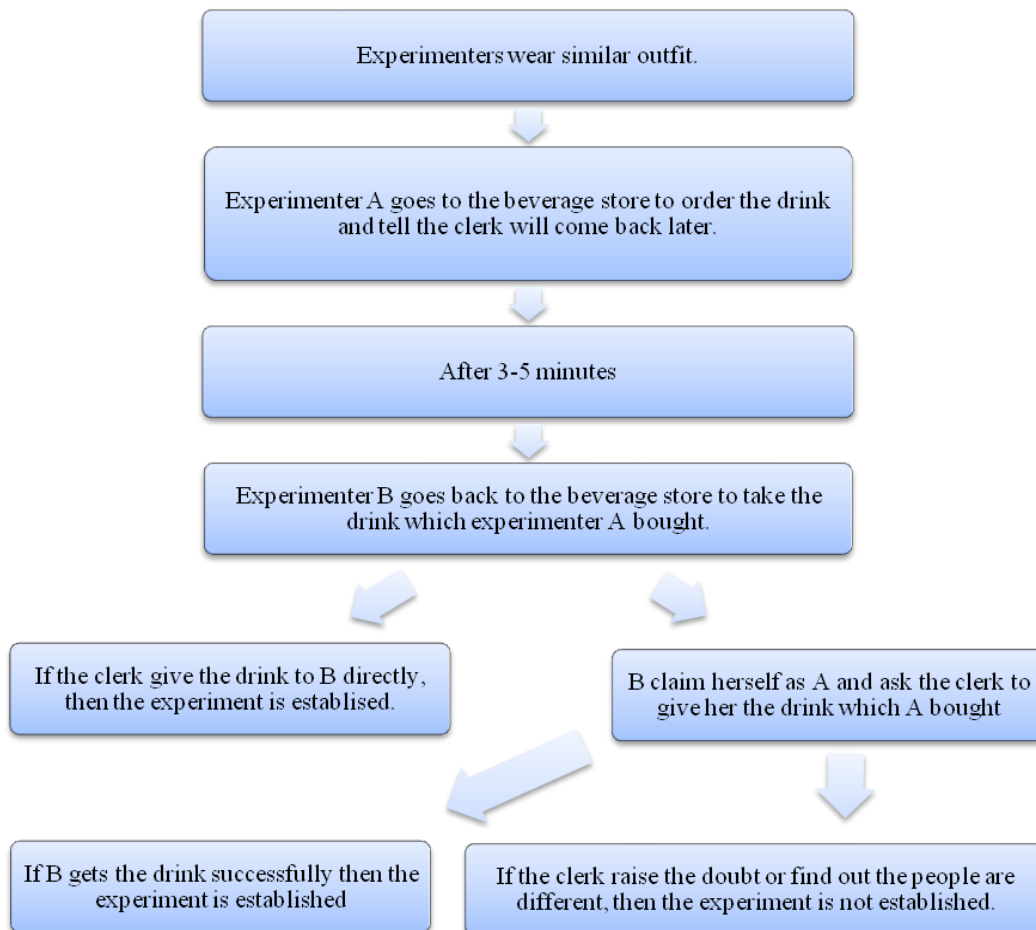 Experimenters wear similar outfit.
Experimenter A goes to the beverage store to order the drink
and tell the clerk will come back later.
After 3-5 minutes
Experimenter B goes back to the beverage store to take the
drink which experimenter A bought.
If the clerk give the drink to B directly,
then the experiment is establised.
B claim herself as A and ask the clerk to
give her the drink which A bought
If B gets the drink successfully then the
experiment is established
If the clerk raise the doubt or find out the people are
different, then the experiment is not established.